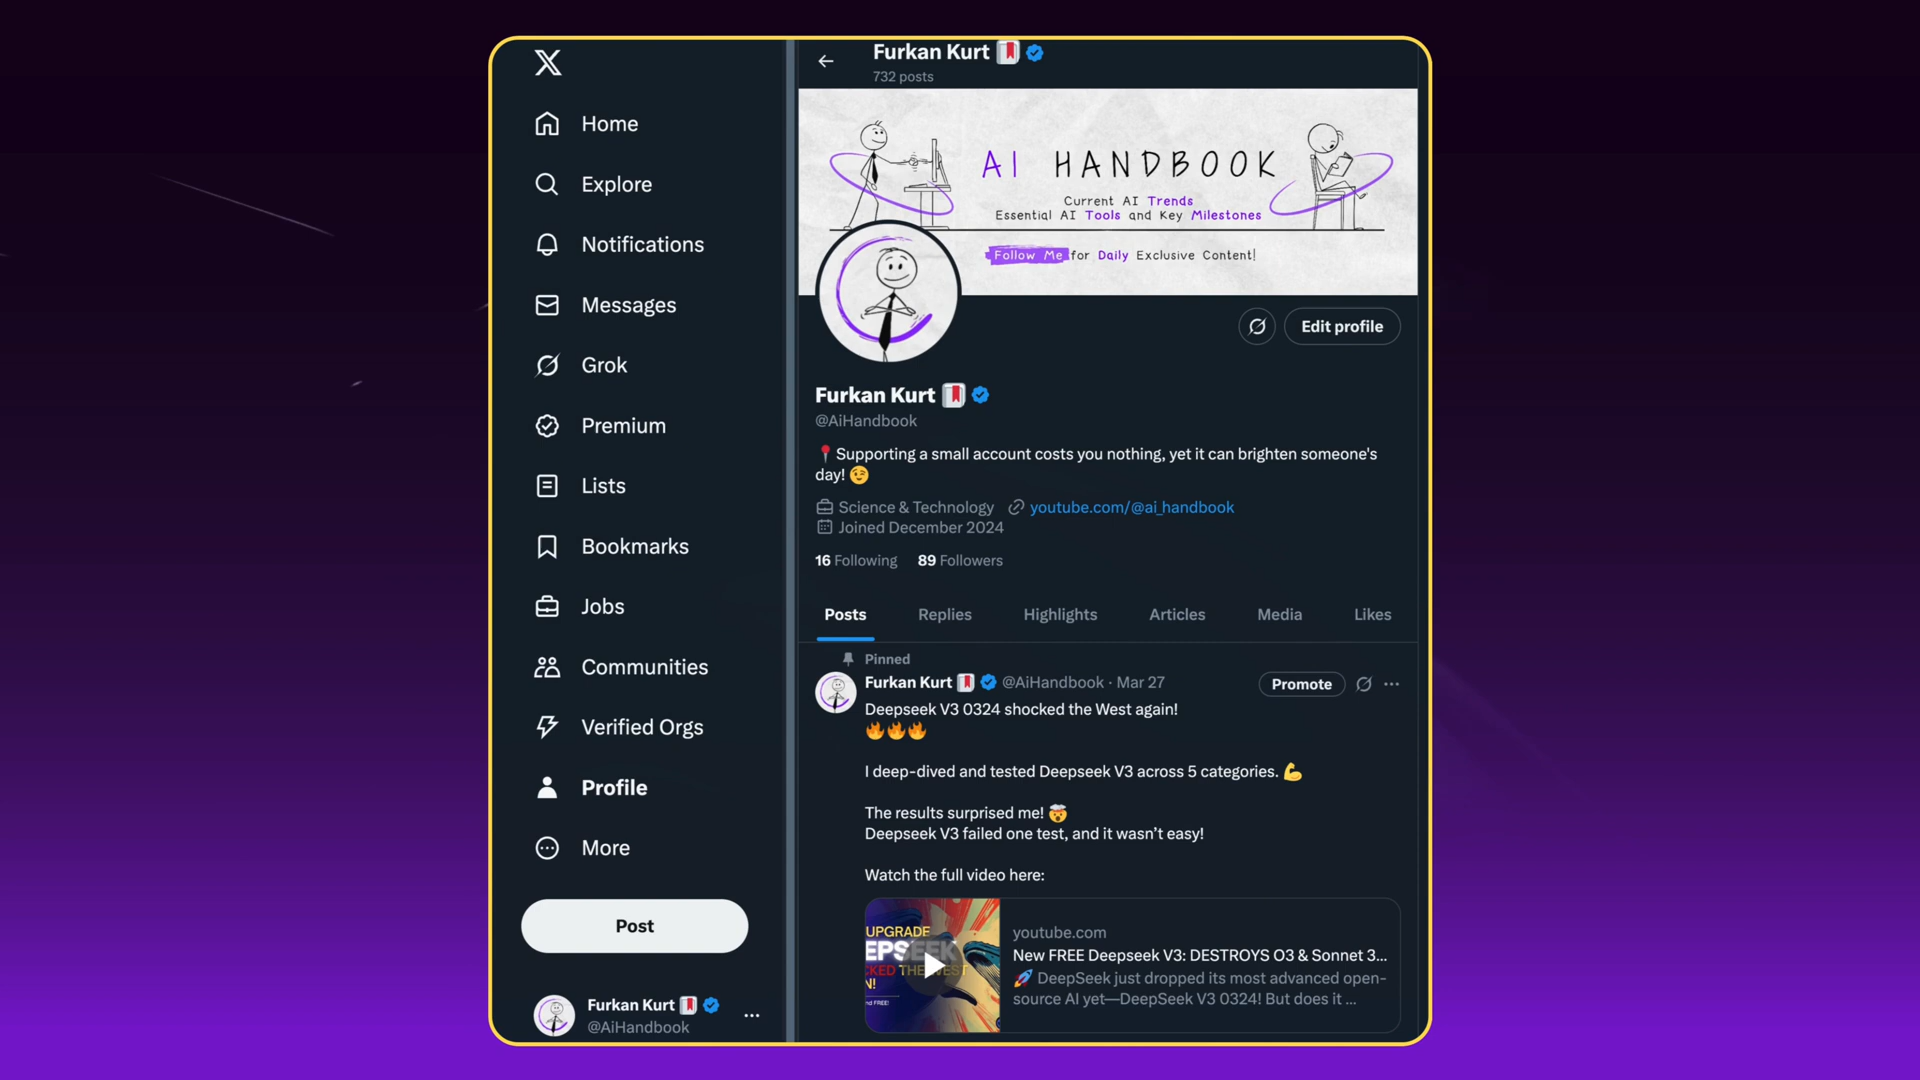 Home
Explore
Notifications
Messages
Grok
Premium
Lists
Bookmarks
Jobs
Communities
Verified Orgs
Profile
More
Post
Furkan Kurt
@AiHandbook
Furkan Kurt
732 posts
AI HANDBOOK
Current AI Trends
Essential AI Tools and Key Milestones
Follow Me for Daily Exclusive Content!
Edit profile
Furkan Kurt
@AiHandbook
📍Supporting a small account costs you nothing, yet it can brighten someone's
day! 😉
Science & Technology youtube.com/@ai_handbook
Joined December 2024
16 Following 89 Followers
Posts Replies Highlights Articles Media Likes
Pinned
Furkan Kurt @AiHandbook · Mar 27 Promote
Deepseek V3 0324 shocked the West again!
🔥🔥🔥
I deep-dived and tested Deepseek V3 across 5 categories. 💪
The results surprised me! 🤯
Deepseek V3 failed one test, and it wasn't easy!
Watch the full video here:
UPGRADE
EPSEEK
CKED THE WEST
N!
nd FREE!
youtube.com
New FREE Deepseek V3: DESTROYS O3 & Sonnet 3...
🚀 DeepSeek just dropped its most advanced open-
source AI yet—DeepSeek V3 0324! But does it ...